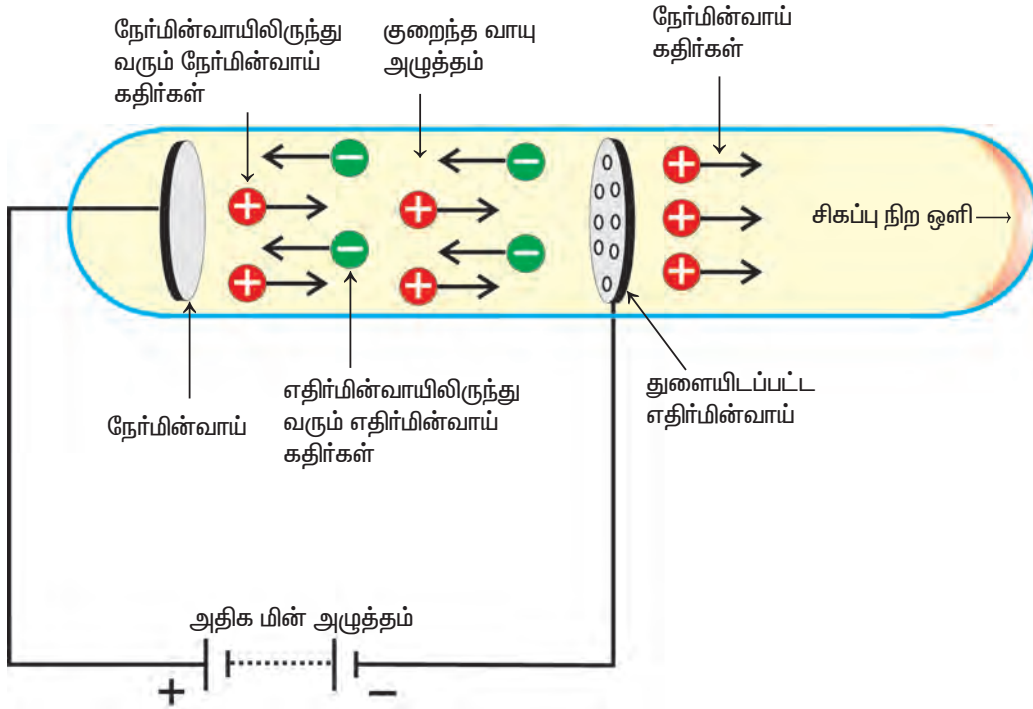 நேர்மின்வாயிலிருந்து
வரும் நேர்மின்வாய்
கதிர்கள்
குறைந்த வாயு
அழுத்தம்
நேர்மின்வாய்
கதிர்கள்
சிகப்பு நிற ஒளி
நேர்மின்வாய்
எதிர்மின்வாயிலிருந்து
வரும் எதிர்மின்வாய்
கதிர்கள்
துளையிடப்பட்ட
எதிர்மின்வாய்
அதிக மின் அழுத்தம்